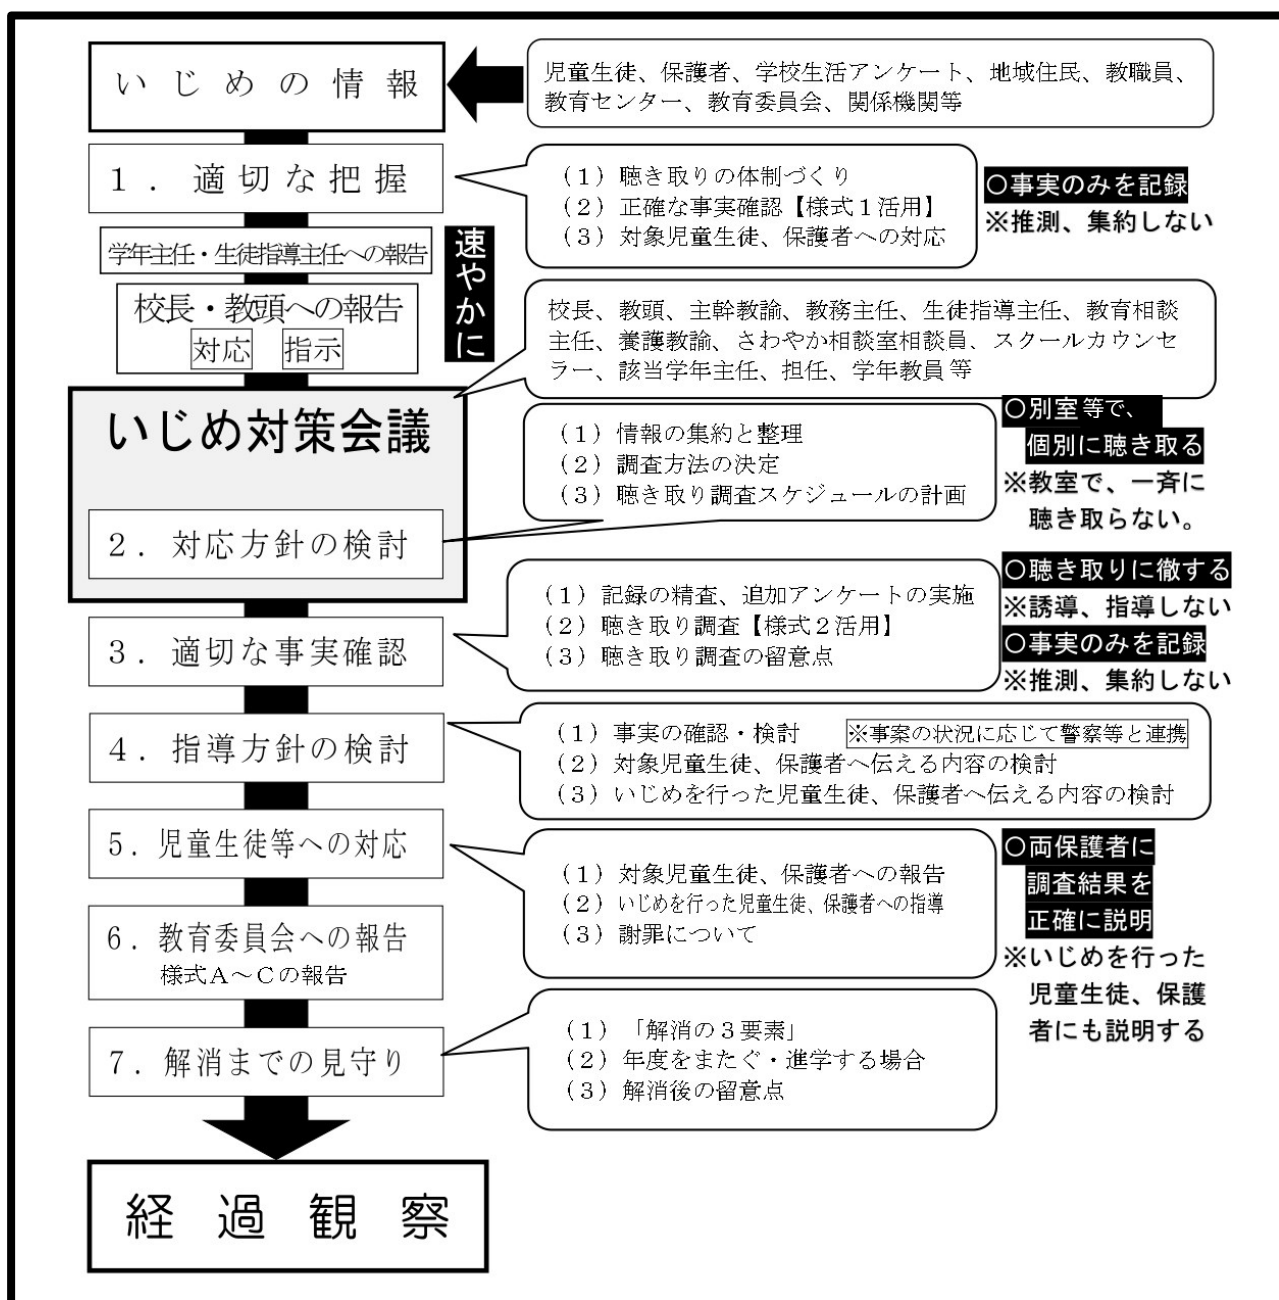 いじめの情報
児童生徒、保護者、学校生活アンケート、地域住民、教職員、
教育センター、教育委員会、関係機関等
１．適切な把握
（１）聴き取りの体制づくり
（２）正確な事実確認【様式１活用】
（３）対象児童生徒、保護者への対応
○事実のみを記録
※推測、集約しない
学年主任・生徒指導主任への報告
速やかに
校長・教頭への報告
対応 指示
校長、教頭、主幹教諭、教務主任、生徒指導主任、教育相談
主任、養護教諭、さわやか相談室相談員、スクールカウンセ
ラー、該当学年主任、担任、学年教員等
いじめ対策会議
２．対応方針の検討
（１）情報の集約と整理
（２）調査方法の決定
（３）聴き取り調査スケジュールの計画
○別室等で、
個別に聴き取る
※教室で、一斉に
聴き取らない。
３．適切な事実確認
（１）記録の精査、追加アンケートの実施
（２）聴き取り調査【様式２活用】
（３）聴き取り調査の留意点
○聴き取りに徹する
※誘導、指導しない
○事実のみを記録
※推測、集約しない
４．指導方針の検討
（１）事実の確認・検討 ※事案の状況に応じて警察等と連携
（２）対象児童生徒、保護者へ伝える内容の検討
（３）いじめを行った児童生徒、保護者へ伝える内容の検討
５．児童生徒等への対応
（１）対象児童生徒、保護者への報告
（２）いじめを行った児童生徒、保護者への指導
（３）謝罪について
○両保護者に
調査結果を
正確に説明
※いじめを行った
児童生徒、保護
者にも説明する
６．教育委員会への報告
様式Ａ～Ｃの報告
７．解消までの見守り
（１）「解消の３要素」
（２）年度をまたぐ・進学する場合
（３）解消後の留意点
経過観察